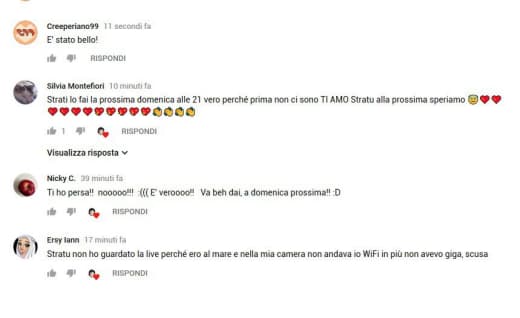 Creeperiano99 11 secondi fa
E' stato bello!
RISPONDI
Silvia Montefiori 10 minuti fa
Strati lo fai la prossima domenica alle 21 vero perché prima non ci sono TI AMO Stratu alla prossima speriamo 😇❤️❤️
❤️❤️❤️❤️💖💖💖💖💖👏👏👏👏
1 RISPONDI
Visualizza risposta
Nicky C. 39 minuti fa
Ti ho persa!! nooooo!!! :((( E' veroooo!! Va beh dai, a domenica prossima!! :D
RISPONDI
Ersy Iann 17 minuti fa
Stratu non ho guardato la live perché ero al mare e nella mia camera non andava io WiFi in più non avevo giga, scusa
RISPONDI